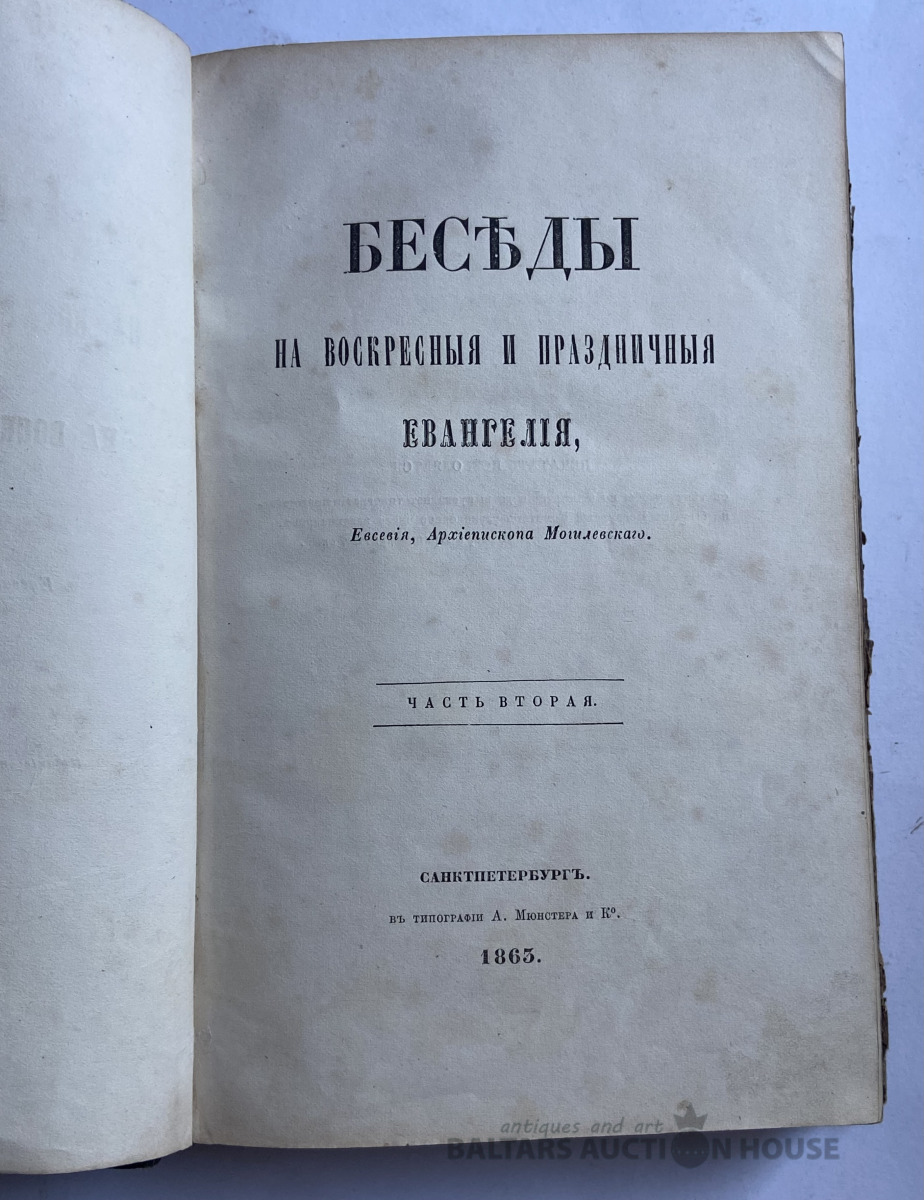 БЕСѢДЫ
НА ВОСКРЕСНЫЯ И ПРАЗДНИЧНЫЯ
ЕВАНГЕЛІЯ,
Евсевія, Архіепископа Могилевскаго.
ЧАСТЬ ВТОРАЯ.
САНКТПЕТЕРБУРГЪ.
ВЪ ТИПОГРАФІИ А. МЮНСТЕРА И К⁰.
1863.
antiques and art
BALTARS AUCTION HOUSE